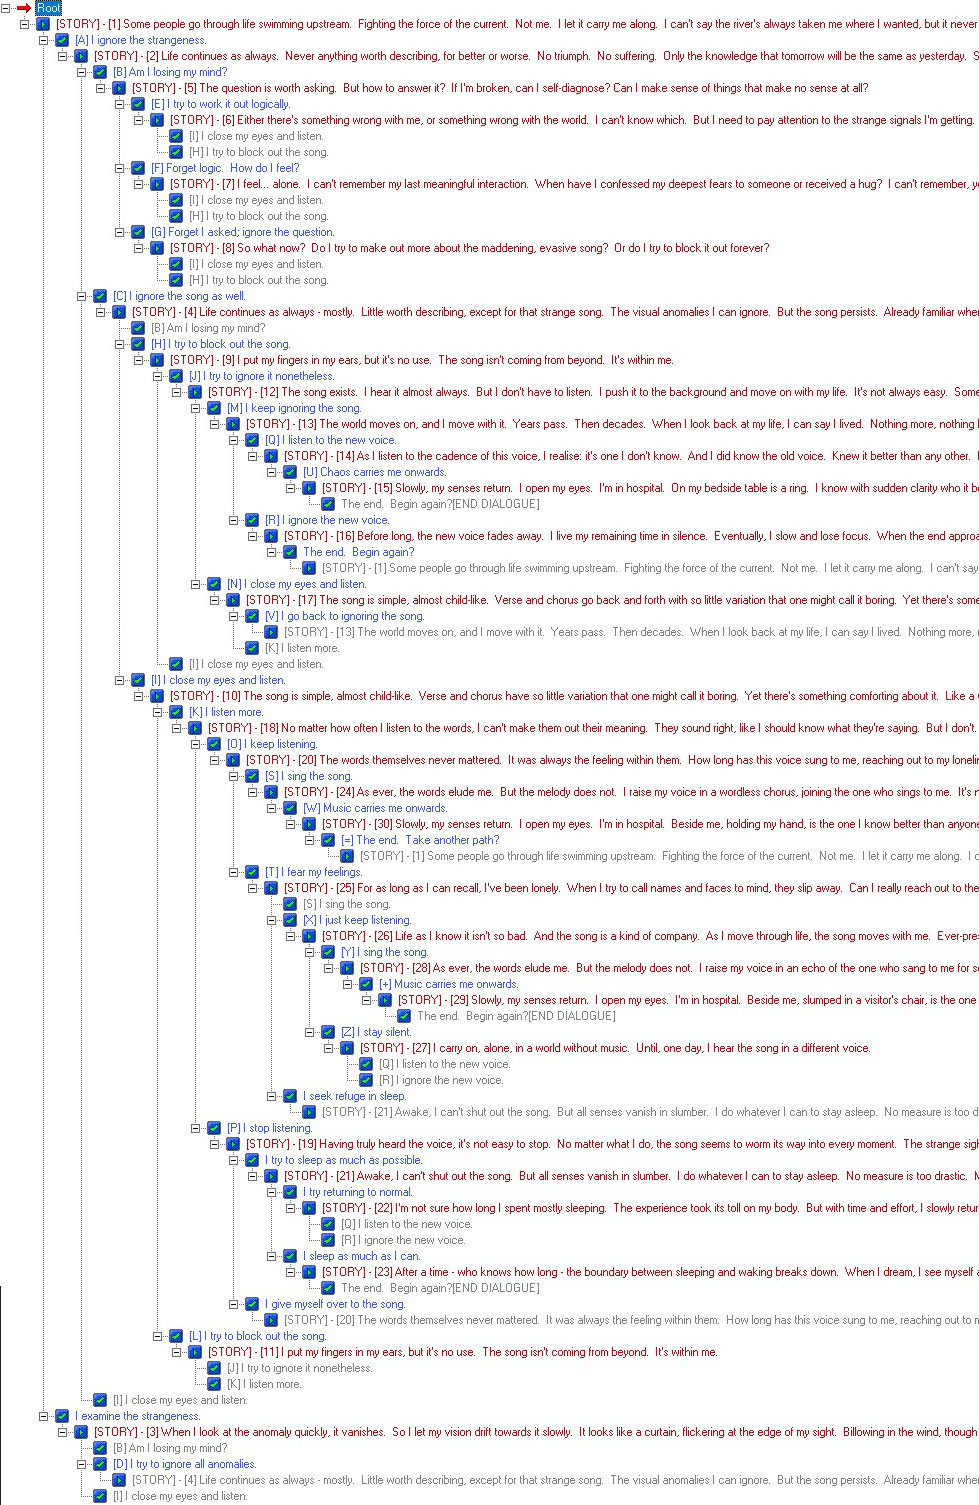 Root
[STORY] - [1] Some people go through life swimming upstream.  Fighting the force of the current.  Not me.  I let it carry me along.  I can't say the river's always taken me where I wanted, but it never
[A] I ignore the strangeness.
[STORY] - [2] Life continues as always.  Never anything worth describing, for better or worse.  No triumph.  No suffering.  Only the knowledge that tomorrow will be the same as yesterday.  S
[B] Am I losing my mind?
[STORY] - [5] The question is worth asking.  But how to answer it?  If I'm broken, can I self-diagnose?  Can I make sense of things that make no sense at all?
[E] I try to work it out logically.
[STORY] - [6] Either there's something wrong with me, or something wrong with the world.  I can't know which.  But I need to pay attention to the strange signals I'm getting.
[I] I close my eyes and listen.
[H] I try to block out the song.
[F] Forget logic.  How do I feel?
[STORY] - [7] I feel... alone.  I can't remember my last meaningful interaction.  When have I confessed my deepest fears to someone or received a hug?  I can't remember, y
[I] I close my eyes and listen.
[H] I try to block out the song.
[G] Forget I asked; ignore the question.
[STORY] - [8] So what now?  Do I try to make out more about the maddening, evasive song?  Or do I try to block it out forever?
[I] I close my eyes and listen.
[H] I try to block out the song.
[C] I ignore the song as well.
[STORY] - [4] Life continues as always - mostly.  Little worth describing, except for that strange song.  The visual anomalies I can ignore.  But the song persists.  Already familiar whe
[B] Am I losing my mind?
[H] I try to block out the song.
[STORY] - [9] I put my fingers in my ears, but it's no use.  The song isn't coming from beyond.  It's within me.
[J] I try to ignore it nonetheless.
[STORY] - [12] The song exists.  I hear it almost always.  But I don't have to listen.  I push it to the background and move on with my life.  It's not always easy.  Some
[M] I keep ignoring the song.
[STORY] - [13] The world moves on, and I move with it.  Years pass.  Then decades.  When I look back at my life, I can say I lived.  Nothing more, nothing l
[Q] I listen to the new voice.
[STORY] - [14] As I listen to the cadence of this voice, I realise: it's one I don't know.  And I did know the old voice.  Knew it better than any other.  I
[U] Chaos carries me onwards.
[STORY] - [15] Slowly, my senses return.  I open my eyes.  I'm in hospital.  On my bedside table is a ring.  I know with sudden clarity who it be
The end.  Begin again?[END DIALOGUE]
[R] I ignore the new voice.
[STORY] - [16] Before long, the new voice fades away.  I live my remaining time in silence.  Eventually, I slow and lose focus.  When the end approa
The end.  Begin again?
[STORY] - [1] Some people go through life swimming upstream.  Fighting the force of the current.  Not me.  I let it carry me along.  I can't say
[N] I close my eyes and listen.
[STORY] - [17] The song is simple, almost child-like.  Verse and chorus go back and forth with so little variation that one might call it boring.  Yet there's some
[V] I go back to ignoring the song.
[STORY] - [13] The world moves on, and I move with it.  Years pass.  Then decades.  When I look back at my life, I can say I lived.  Nothing more,
[K] I listen more.
[I] I close my eyes and listen.
[I] I close my eyes and listen.
[STORY] - [10] The song is simple, almost child-like.  Verse and chorus have so little variation that one might call it boring.  Yet there's something comforting about it.  Like a
[K] I listen more.
[STORY] - [18] No matter how often I listen to the words, I can't make them out their meaning.  They sound right, like I should know what they're saying.  But I don't.
[O] I keep listening.
[STORY] - [20] The words themselves never mattered.  It was always the feeling within them.  How long has this voice sung to me, reaching out to my loneli
[S] I sing the song.
[STORY] - [24] As ever, the words elude me.  But the melody does not.  I raise my voice in a wordless chorus, joining the one who sings to me.  It's n
[W] Music carries me onwards.
[STORY] - [30] Slowly, my senses return.  I open my eyes.  I'm in hospital.  Beside me, holding my hand, is the one I know better than anyone
[=] The end.  Take another path?
[STORY] - [1] Some people go through life swimming upstream.  Fighting the force of the current.  Not me.  I let it carry me along.  I c
[T] I fear my feelings.
[STORY] - [25] For as long as I can recall, I've been lonely.  When I try to call names and faces to mind, they slip away.  Can I really reach out to the
[S] I sing the song.
[X] I just keep listening.
[STORY] - [26] Life as I know it isn't so bad.  And the song is a kind of company.  As I move through life, the song moves with me.  Ever-pre
[Y] I sing the song.
[STORY] - [28] As ever, the words elude me.  But the melody does not.  I raise my voice in an echo of the one who sang to me for s
[+] Music carries me onwards.
[STORY] - [29] Slowly, my senses return.  I open my eyes.  I'm in hospital.  Beside me, slumped in a visitor's chair, is the one
The end.  Begin again?[END DIALOGUE]
[Z] I stay silent.
[STORY] - [27] I carry on, alone, in a world without music.  Until, one day, I hear the song in a different voice.
[Q] I listen to the new voice.
[R] I ignore the new voice.
I seek refuge in sleep.
[STORY] - [21] Awake, I can't shut out the song.  But all senses vanish in slumber.  I do whatever I can to stay asleep.  No measure is too d
[P] I stop listening.
[STORY] - [19] Having truly heard the voice, it's not easy to stop.  No matter what I do, the song seems to worm its way into every moment.  The strange sigh
I try to sleep as much as possible.
[STORY] - [21] Awake, I can't shut out the song.  But all senses vanish in slumber.  I do whatever I can to stay asleep.  No measure is too drastic.  M
I try returning to normal.
[STORY] - [22] I'm not sure how long I spent mostly sleeping.  The experience took its toll on my body.  But with time and effort, I slowly retur
[Q] I listen to the new voice.
[R] I ignore the new voice.
I sleep as much as I can.
[STORY] - [23] After a time - who knows how long - the boundary between sleeping and waking breaks down.  When I dream, I see myself a
The end.  Begin again?[END DIALOGUE]
I give myself over to the song.
[STORY] - [20] The words themselves never mattered.  It was always the feeling within them.  How long has this voice sung to me, reaching out to m
[L] I try to block out the song.
[STORY] - [11] I put my fingers in my ears, but it's no use.  The song isn't coming from beyond.  It's within me.
[J] I try to ignore it nonetheless.
[K] I listen more.
[I] I close my eyes and listen.
I examine the strangeness.
[STORY] - [3] When I look at the anomaly quickly, it vanishes.  So I let my vision drift towards it slowly.  It looks like a curtain, flickering at the edge of my sight.  Billowing in the wind, though
[B] Am I losing my mind?
[D] I try to ignore all anomalies.
[STORY] - [4] Life continues as always - mostly.  Little worth describing, except for that strange song.  The visual anomalies I can ignore.  But the song persists.  Already familiar whe
[I] I close my eyes and listen.